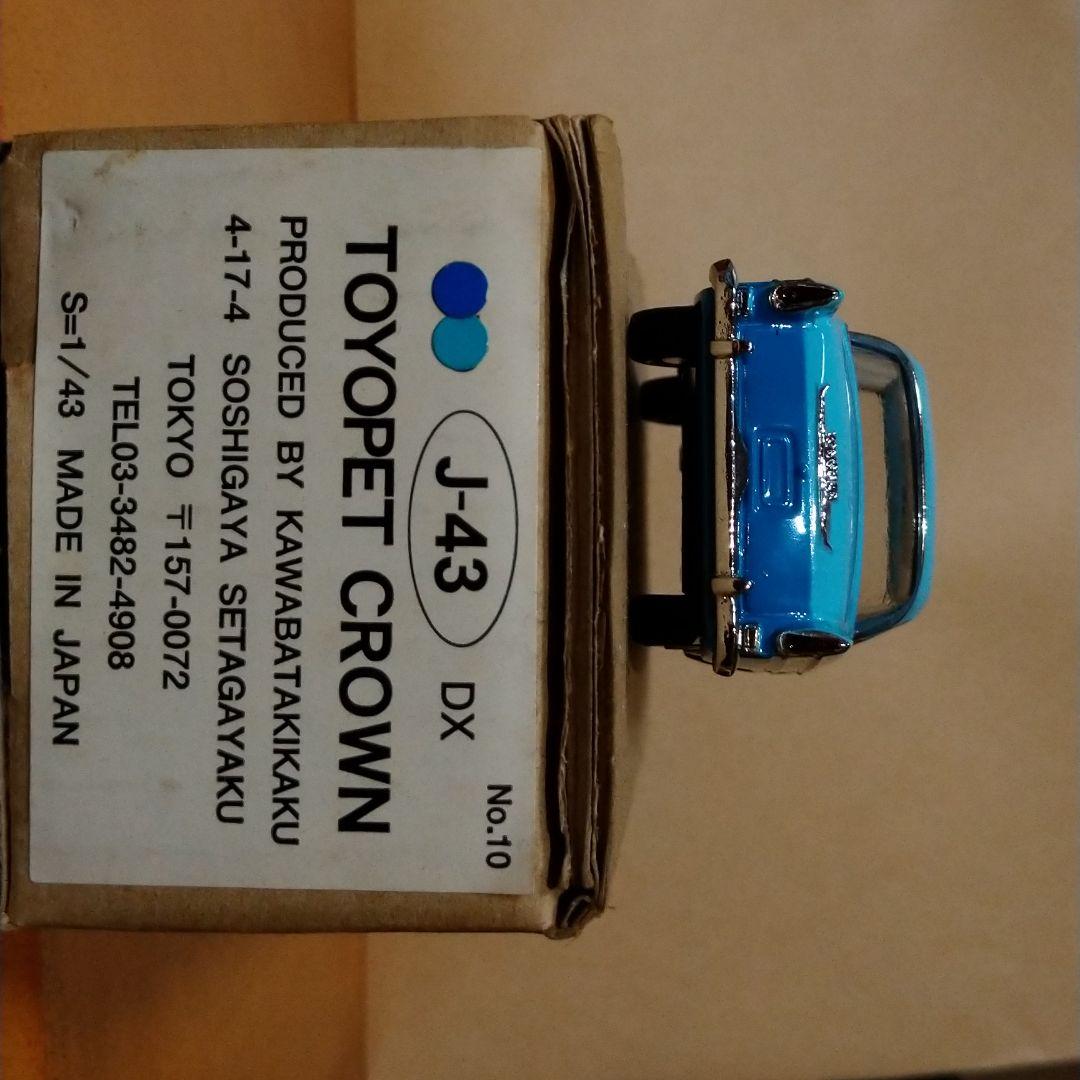 No.10
J-43 DX
TOYOPET CROWN
PRODUCED BY KAWABATAKIKAKU
4-17-4 SOSHIGAYA SETAGAYAKU
TOKYO 〒157-0072
TEL03-3482-4908
S=1/43 MADE IN JAPAN